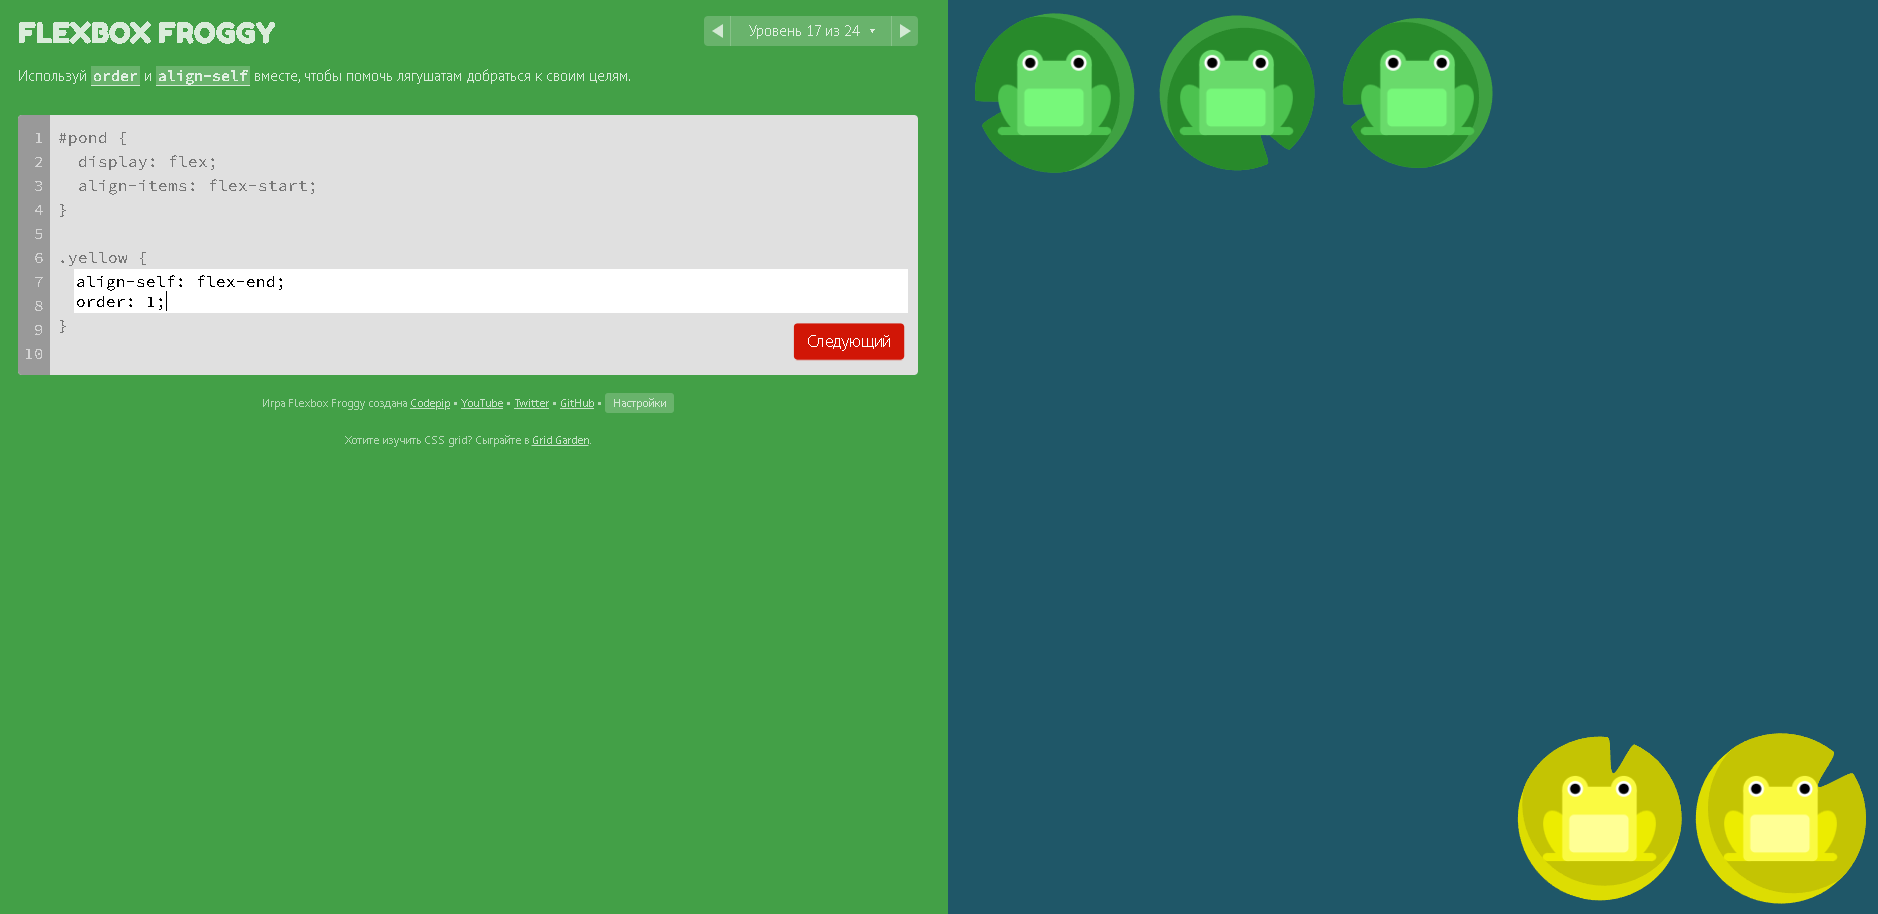 FLEXBOX FROGGY
Уровень 17 из 24
Используй order и align-self вместе, чтобы помочь лягушатам добраться к своим целям.
1 #pond {
2 display: flex;
3 align-items: flex-start;
4 }
5
6 .yellow {
7 align-self: flex-end;
8 order: 1;
9 }
10
Следующий
Игра Flexbox Froggy создана Codepip • YouTube • Twitter • GitHub • Настройки
Хотите изучить CSS grid? Сыграйте в Grid Garden.